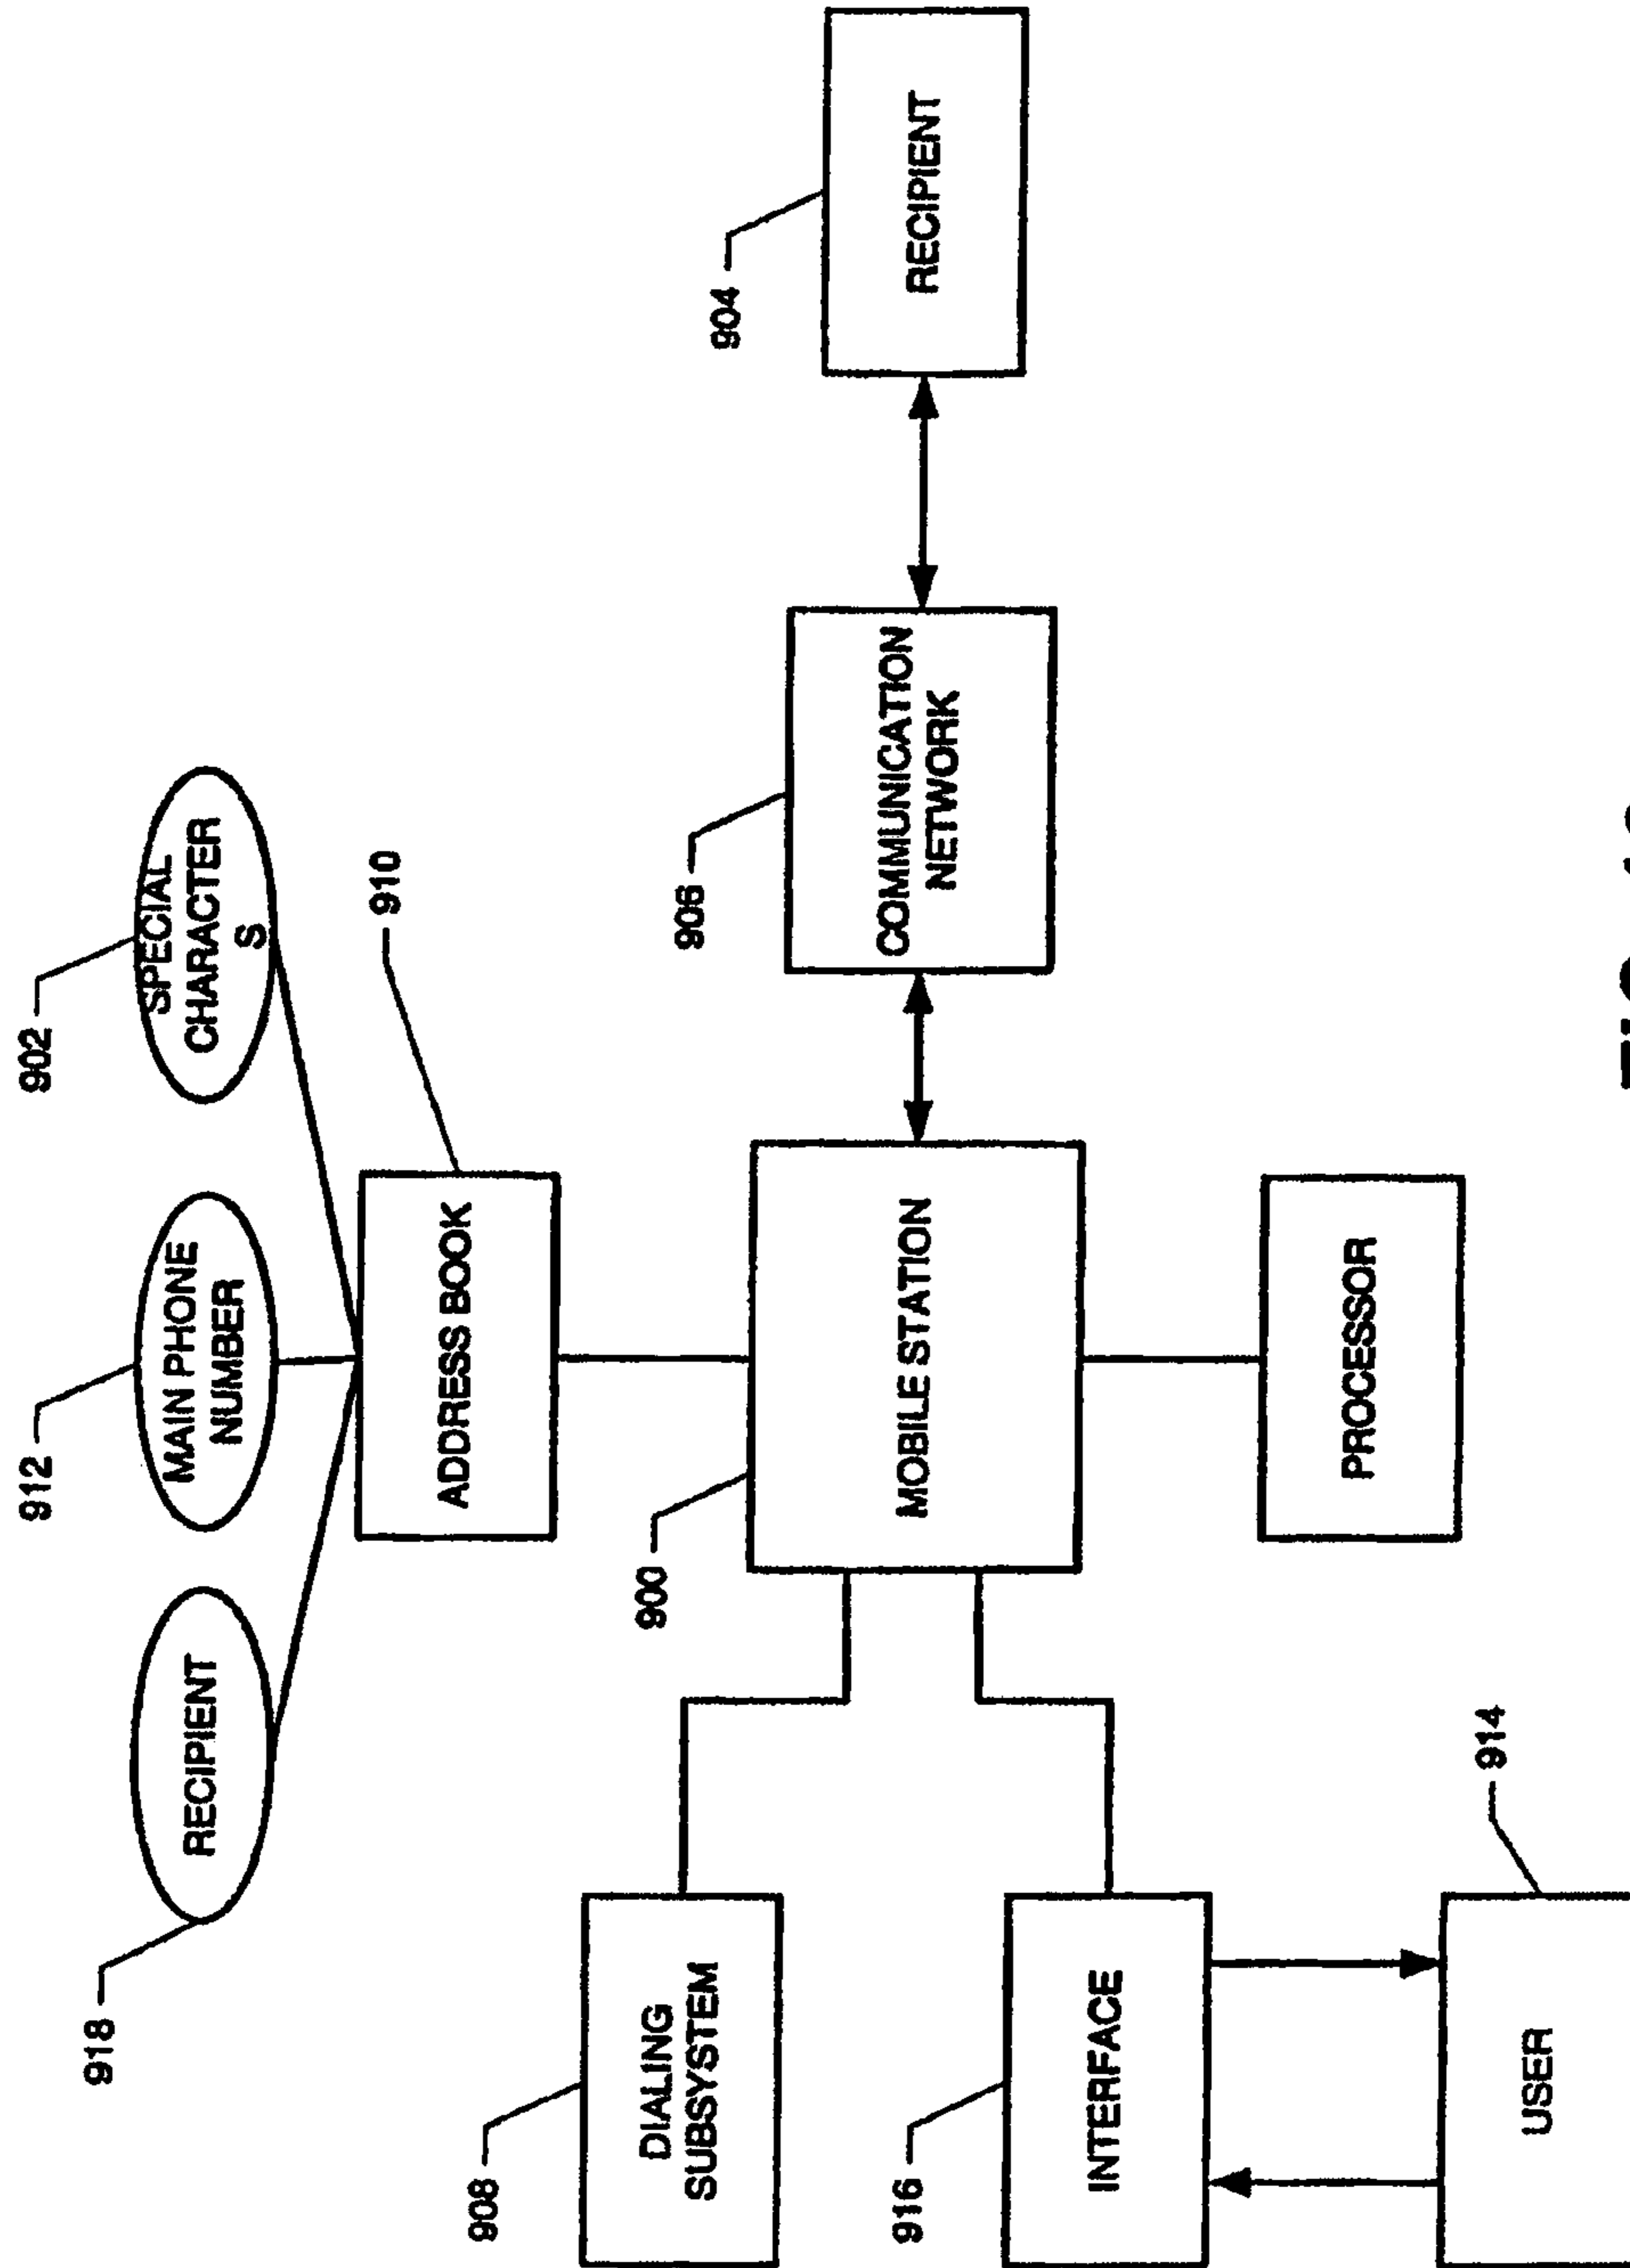 918
RECIPIENT
912
MAIN PHONE
NUMBER
902
SPECIAL
CHARACTER
S
910
ADDRESS BOOK
908
DIALING
SUBSYSTEM
900
MOBILE STATION
906
COMMUNICATION
NETWORK
904
RECIPIENT
916
INTERFACE
PROCESSOR
914
USER